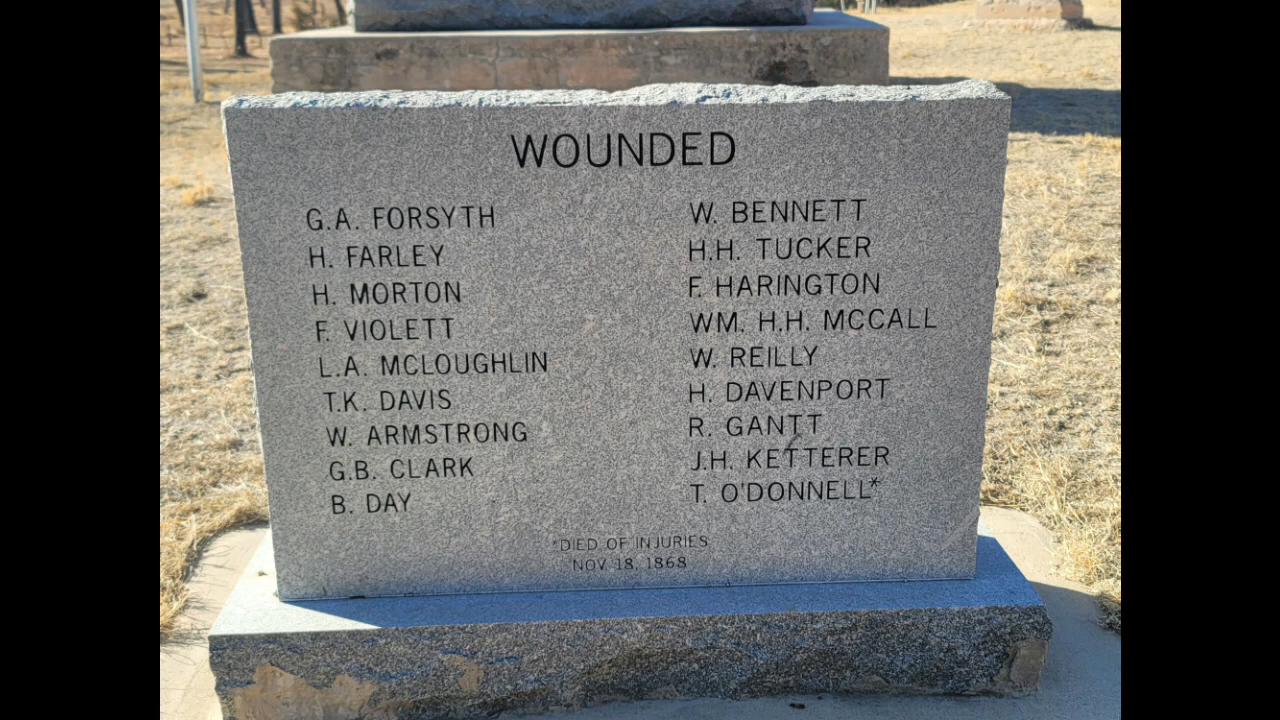 WOUNDED
G.A. FORSYTH
H. FARLEY
H. MORTON
F. VIOLETT
L.A. MCLOUGHLIN
T.K. DAVIS
W. ARMSTRONG
G.B. CLARK
B. DAY
W. BENNETT
H.H. TUCKER
F. HARINGTON
WM. H.H. MCCALL
W. REILLY
H. DAVENPORT
R. GANTT
J.H. KETTERER
T. O'DONNELL*
*DIED OF INJURIES
NOV. 18, 1868